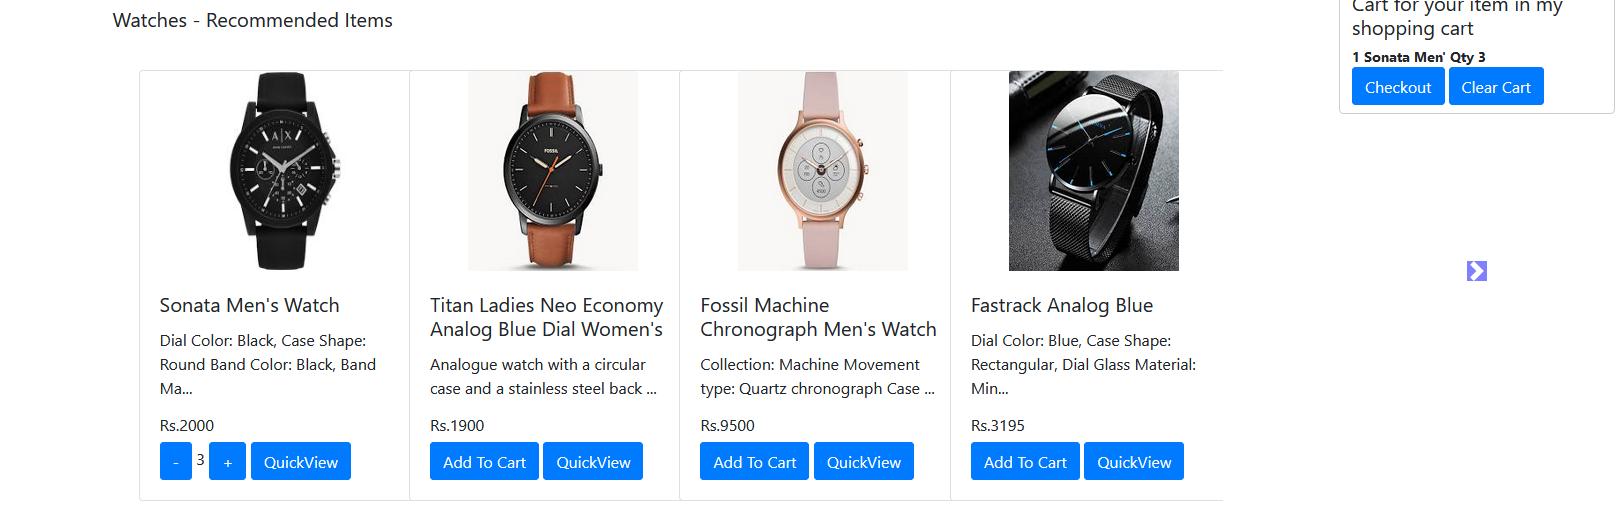 Watches - Recommended Items
Cart for your item in my
shopping cart
1 Sonata Men' Qty 3
Checkout
Clear Cart
A|X
FOSSIL
Sonata Men's Watch
Dial Color: Black, Case Shape:
Round Band Color: Black, Band
Ma...
Rs.2000
- 3 + QuickView
Titan Ladies Neo Economy
Analog Blue Dial Women's
Analogue watch with a circular
case and a stainless steel back ...
Rs.1900
Add To Cart QuickView
Fossil Machine
Chronograph Men's Watch
Collection: Machine Movement
type: Quartz chronograph Case ...
Rs.9500
Add To Cart QuickView
Fastrack Analog Blue
Dial Color: Blue, Case Shape:
Rectangular, Dial Glass Material:
Min...
Rs.3195
Add To Cart QuickView